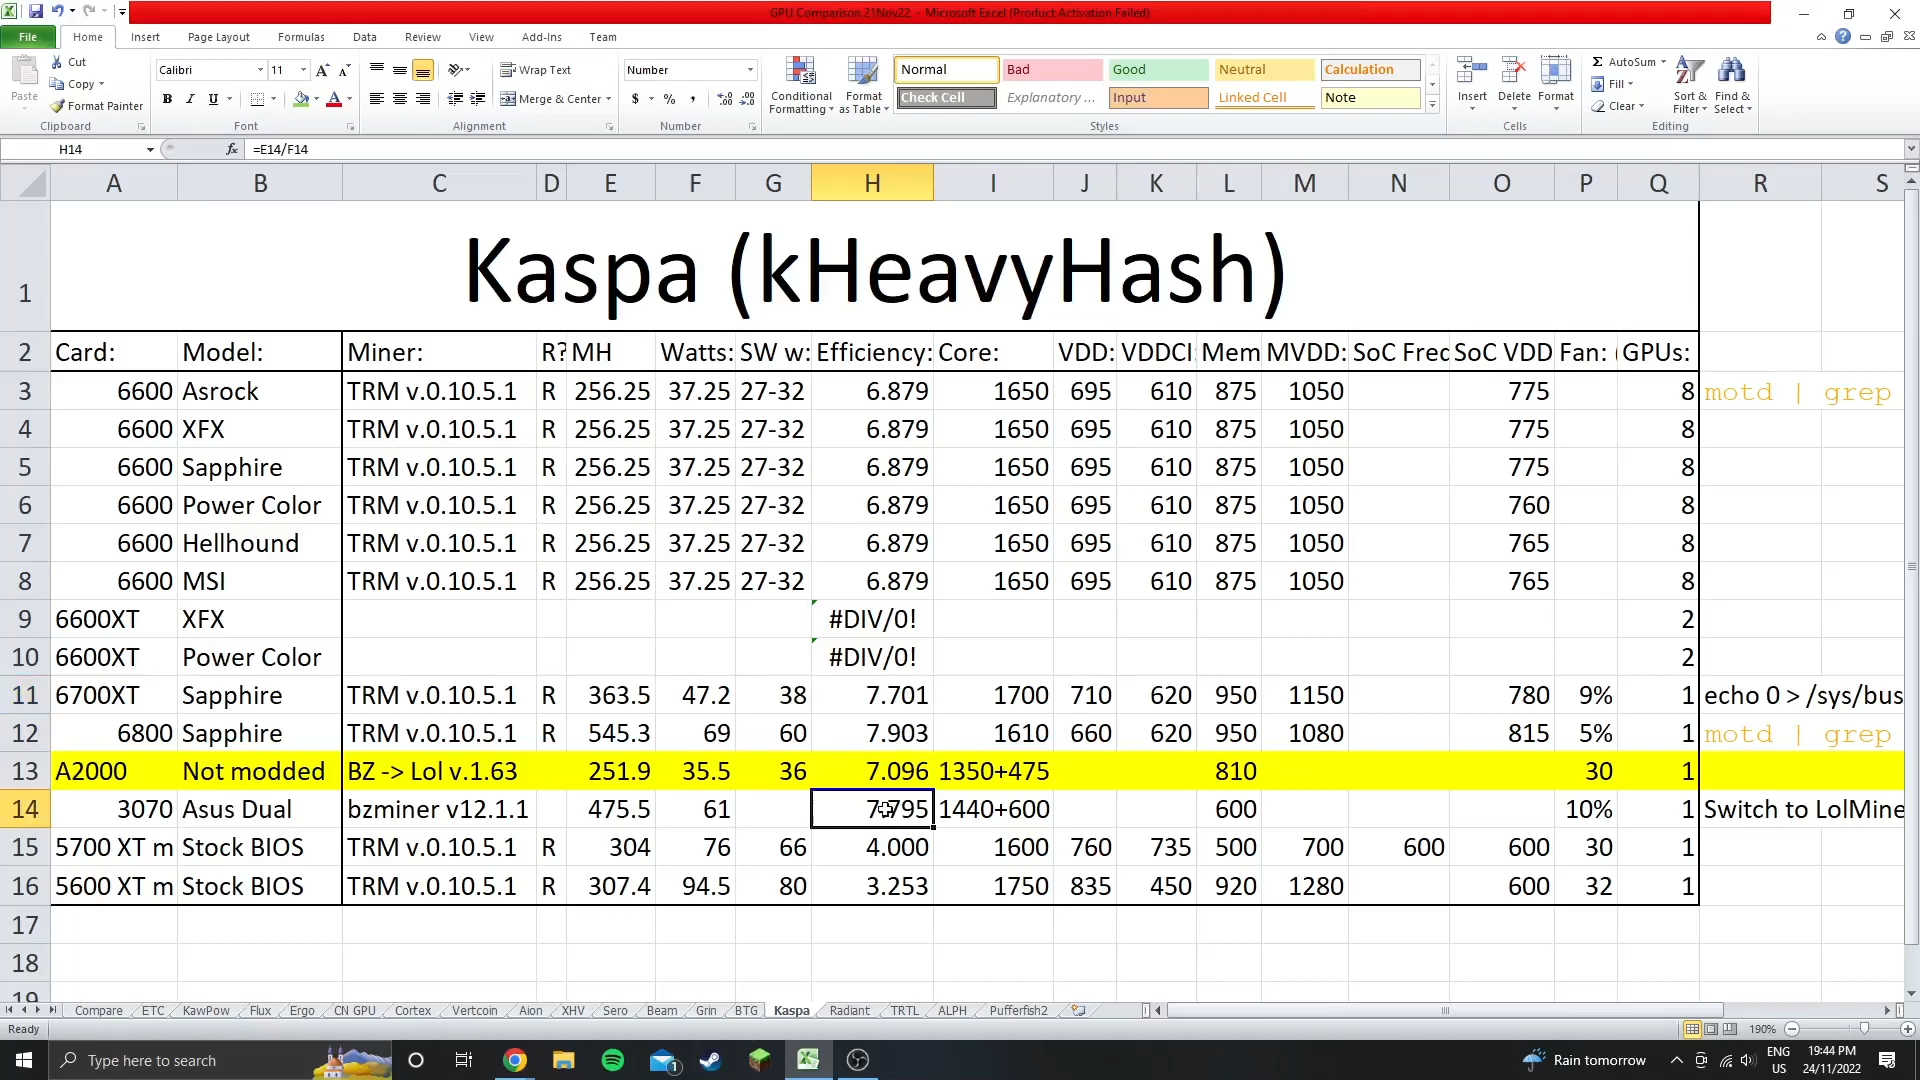 GPU Comparison 21Nov22 - Microsoft Excel (Product Activation Failed)
File Home Insert Page Layout Formulas Data Review View Add-Ins Team
Paste Cut Copy Format Painter Clipboard
Calibri 11 B I U Font
Wrap Text Merge & Center Alignment
Number $ % , Number
Conditional Formatting Format as Table
Normal Bad Good Neutral Calculation
Check Cell Explanatory ... Input Linked Cell Note
Styles
Insert Delete Format Cells
AutoSum Fill Clear Sort & Filter Find & Select Editing
H14 fx =E14/F14
A B C D E F G H I J K L M N O P Q R S
1 Kaspa (kHeavyHash)
2 Card: Model: Miner: R? MH Watts: SW w: Efficiency: Core: VDD: VDDCI: Mem MVDD: SoC Freq SoC VDD Fan: ( GPUs:
3 6600 Asrock TRM v.0.10.5.1 R 256.25 37.25 27-32 6.879 1650 695 610 875 1050 775 8 motd | grep
4 6600 XFX TRM v.0.10.5.1 R 256.25 37.25 27-32 6.879 1650 695 610 875 1050 775 8
5 6600 Sapphire TRM v.0.10.5.1 R 256.25 37.25 27-32 6.879 1650 695 610 875 1050 775 8
6 6600 Power Color TRM v.0.10.5.1 R 256.25 37.25 27-32 6.879 1650 695 610 875 1050 760 8
7 6600 Hellhound TRM v.0.10.5.1 R 256.25 37.25 27-32 6.879 1650 695 610 875 1050 765 8
8 6600 MSI TRM v.0.10.5.1 R 256.25 37.25 27-32 6.879 1650 695 610 875 1050 765 8
9 6600XT XFX #DIV/0! 2
10 6600XT Power Color #DIV/0! 2
11 6700XT Sapphire TRM v.0.10.5.1 R 363.5 47.2 38 7.701 1700 710 620 950 1150 780 9% 1 echo 0 > /sys/bus
12 6800 Sapphire TRM v.0.10.5.1 R 545.3 69 60 7.903 1610 660 620 950 1080 815 5% 1 motd | grep
13 A2000 Not modded BZ -> Lol v.1.63 251.9 35.5 36 7.096 1350+475 810 30 1
14 3070 Asus Dual bzminer v12.1.1 475.5 61 7.795 1440+600 600 10% 1 Switch to LolMine
15 5700 XT m Stock BIOS TRM v.0.10.5.1 R 304 76 66 4.000 1600 760 735 500 700 600 600 30 1
16 5600 XT m Stock BIOS TRM v.0.10.5.1 R 307.4 94.5 80 3.253 1750 835 450 920 1280 600 32 1
17
18
19
Compare ETC KawPow Flux Ergo CN GPU Cortex Vertcoin Aion XHV Sero Beam Grin BTG Kaspa Radiant TRTL ALPH Pufferfish2
Ready 190%
Type here to search 1 Rain tomorrow ENG US 19:44 PM 24/11/2022